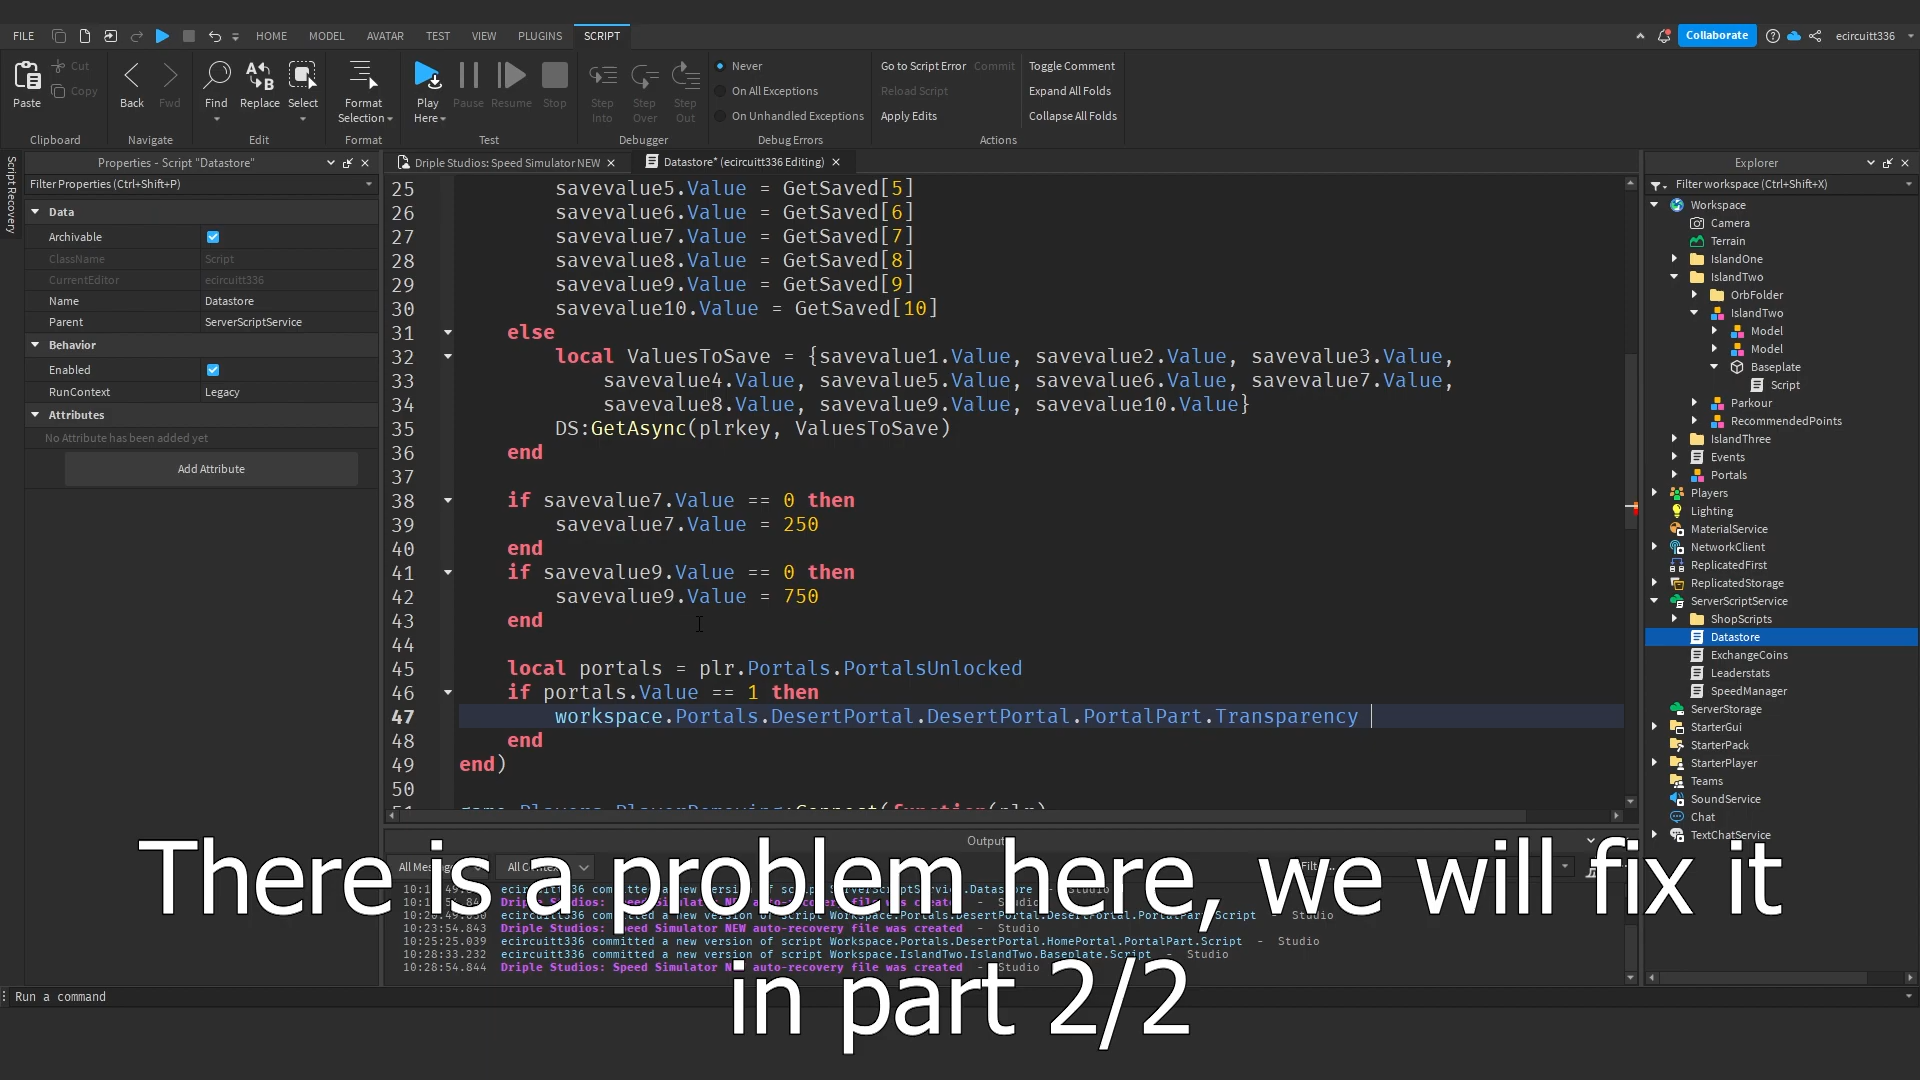 FILE HOME MODEL AVATAR TEST VIEW PLUGINS SCRIPT Collaborate ecircuitt336
Paste Cut Copy Back Fwd Find Replace Select Format Selection Play Here Pause Resume Stop Step Into Step Over Step Out
Never Go to Script Error Commit Toggle Comment
On All Exceptions Reload Script Expand All Folds
On Unhandled Exceptions Apply Edits Collapse All Folds
Clipboard Navigate Edit Format Test Debugger Debug Errors Actions
Script Recovery
Properties - Script "Datastore"
Filter Properties (Ctrl+Shift+P)
Data
Archivable
ClassName Script
CurrentEditor ecircuitt336
Name Datastore
Parent ServerScriptService
Behavior
Enabled
RunContext Legacy
Attributes
No Attribute has been added yet
Add Attribute
Driple Studios: Speed Simulator NEW Datastore* (ecircuitt336 Editing)
25 savevalue5.Value = GetSaved[5]
26 savevalue6.Value = GetSaved[6]
27 savevalue7.Value = GetSaved[7]
28 savevalue8.Value = GetSaved[8]
29 savevalue9.Value = GetSaved[9]
30 savevalue10.Value = GetSaved[10]
31 else
32 local ValuesToSave = {savevalue1.Value, savevalue2.Value, savevalue3.Value,
33 savevalue4.Value, savevalue5.Value, savevalue6.Value, savevalue7.Value,
34 savevalue8.Value, savevalue9.Value, savevalue10.Value}
35 DS:GetAsync(plrkey, ValuesToSave)
36 end
37
38 if savevalue7.Value == 0 then
39 savevalue7.Value = 250
40 end
41 if savevalue9.Value == 0 then
42 savevalue9.Value = 750
43 end
44
45 local portals = plr.Portals.PortalsUnlocked
46 if portals.Value == 1 then
47 workspace.Portals.DesertPortal.DesertPortal.PortalPart.Transparency
48 end
49 end)
50
Explorer
Filter workspace (Ctrl+Shift+X)
Workspace
Camera
Terrain
IslandOne
IslandTwo
OrbFolder
IslandTwo
Model
Model
Baseplate
Script
Parkour
RecommendedPoints
IslandThree
Events
Portals
Players
Lighting
MaterialService
NetworkClient
ReplicatedFirst
ReplicatedStorage
ServerScriptService
ShopScripts
Datastore
ExchangeCoins
Leaderstats
SpeedManager
ServerStorage
StarterGui
StarterPack
StarterPlayer
Teams
SoundService
Chat
TextChatService
Output
10:23:54.843 Driple Studios: Speed Simulator NEW auto-recovery file was created - Studio
10:25:25.039 ecircuitt336 committed a new version of script Workspace.Portals.DesertPortal.HomePortal.PortalPart.Script - Studio
10:28:33.232 ecircuitt336 committed a new version of script Workspace.IslandTwo.IslandTwo.Baseplate.Script - Studio
10:28:54.844 Driple Studios: Speed Simulator auto-recovery file was created - Studio
There is a problem here, we will fix it
in part 2/2
Run a command